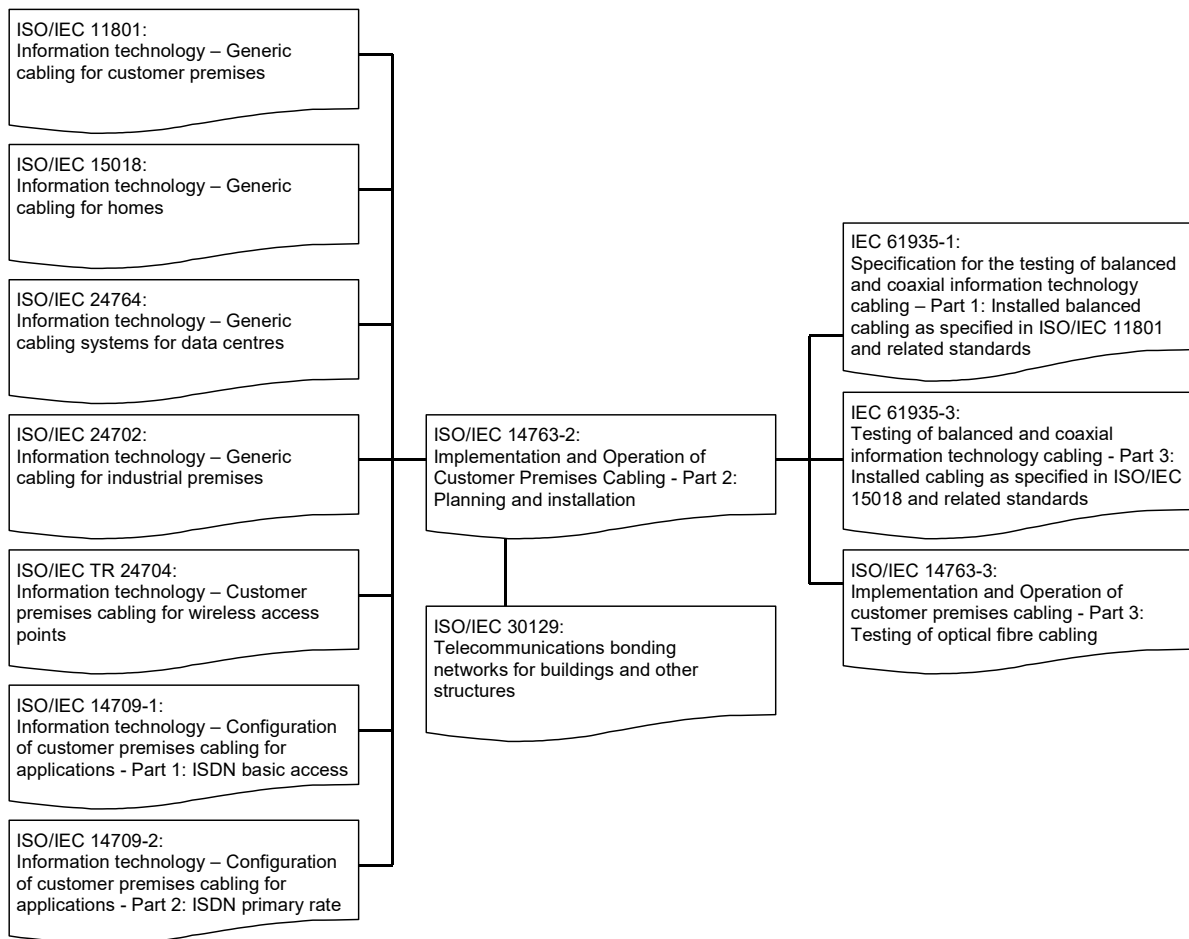 ISO/IEC 11801:
Information technology – Generic
cabling for customer premises
ISO/IEC 15018:
Information technology – Generic
cabling for homes
ISO/IEC 24764:
Information technology – Generic
cabling systems for data centres
ISO/IEC 24702:
Information technology – Generic
cabling for industrial premises
ISO/IEC TR 24704:
Information technology – Customer
premises cabling for wireless access
points
ISO/IEC 14709-1:
Information technology – Configuration
of customer premises cabling for
applications - Part 1: ISDN basic access
ISO/IEC 14709-2:
Information technology – Configuration
of customer premises cabling for
applications - Part 2: ISDN primary rate
ISO/IEC 14763-2:
Implementation and Operation of
Customer Premises Cabling - Part 2:
Planning and installation
ISO/IEC 30129:
Telecommunications bonding
networks for buildings and other
structures
IEC 61935-1:
Specification for the testing of balanced
and coaxial information technology
cabling – Part 1: Installed balanced
cabling as specified in ISO/IEC 11801
and related standards
IEC 61935-3:
Testing of balanced and coaxial
information technology cabling - Part 3:
Installed cabling as specified in ISO/IEC
15018 and related standards
ISO/IEC 14763-3:
Implementation and Operation of
customer premises cabling - Part 3:
Testing of optical fibre cabling